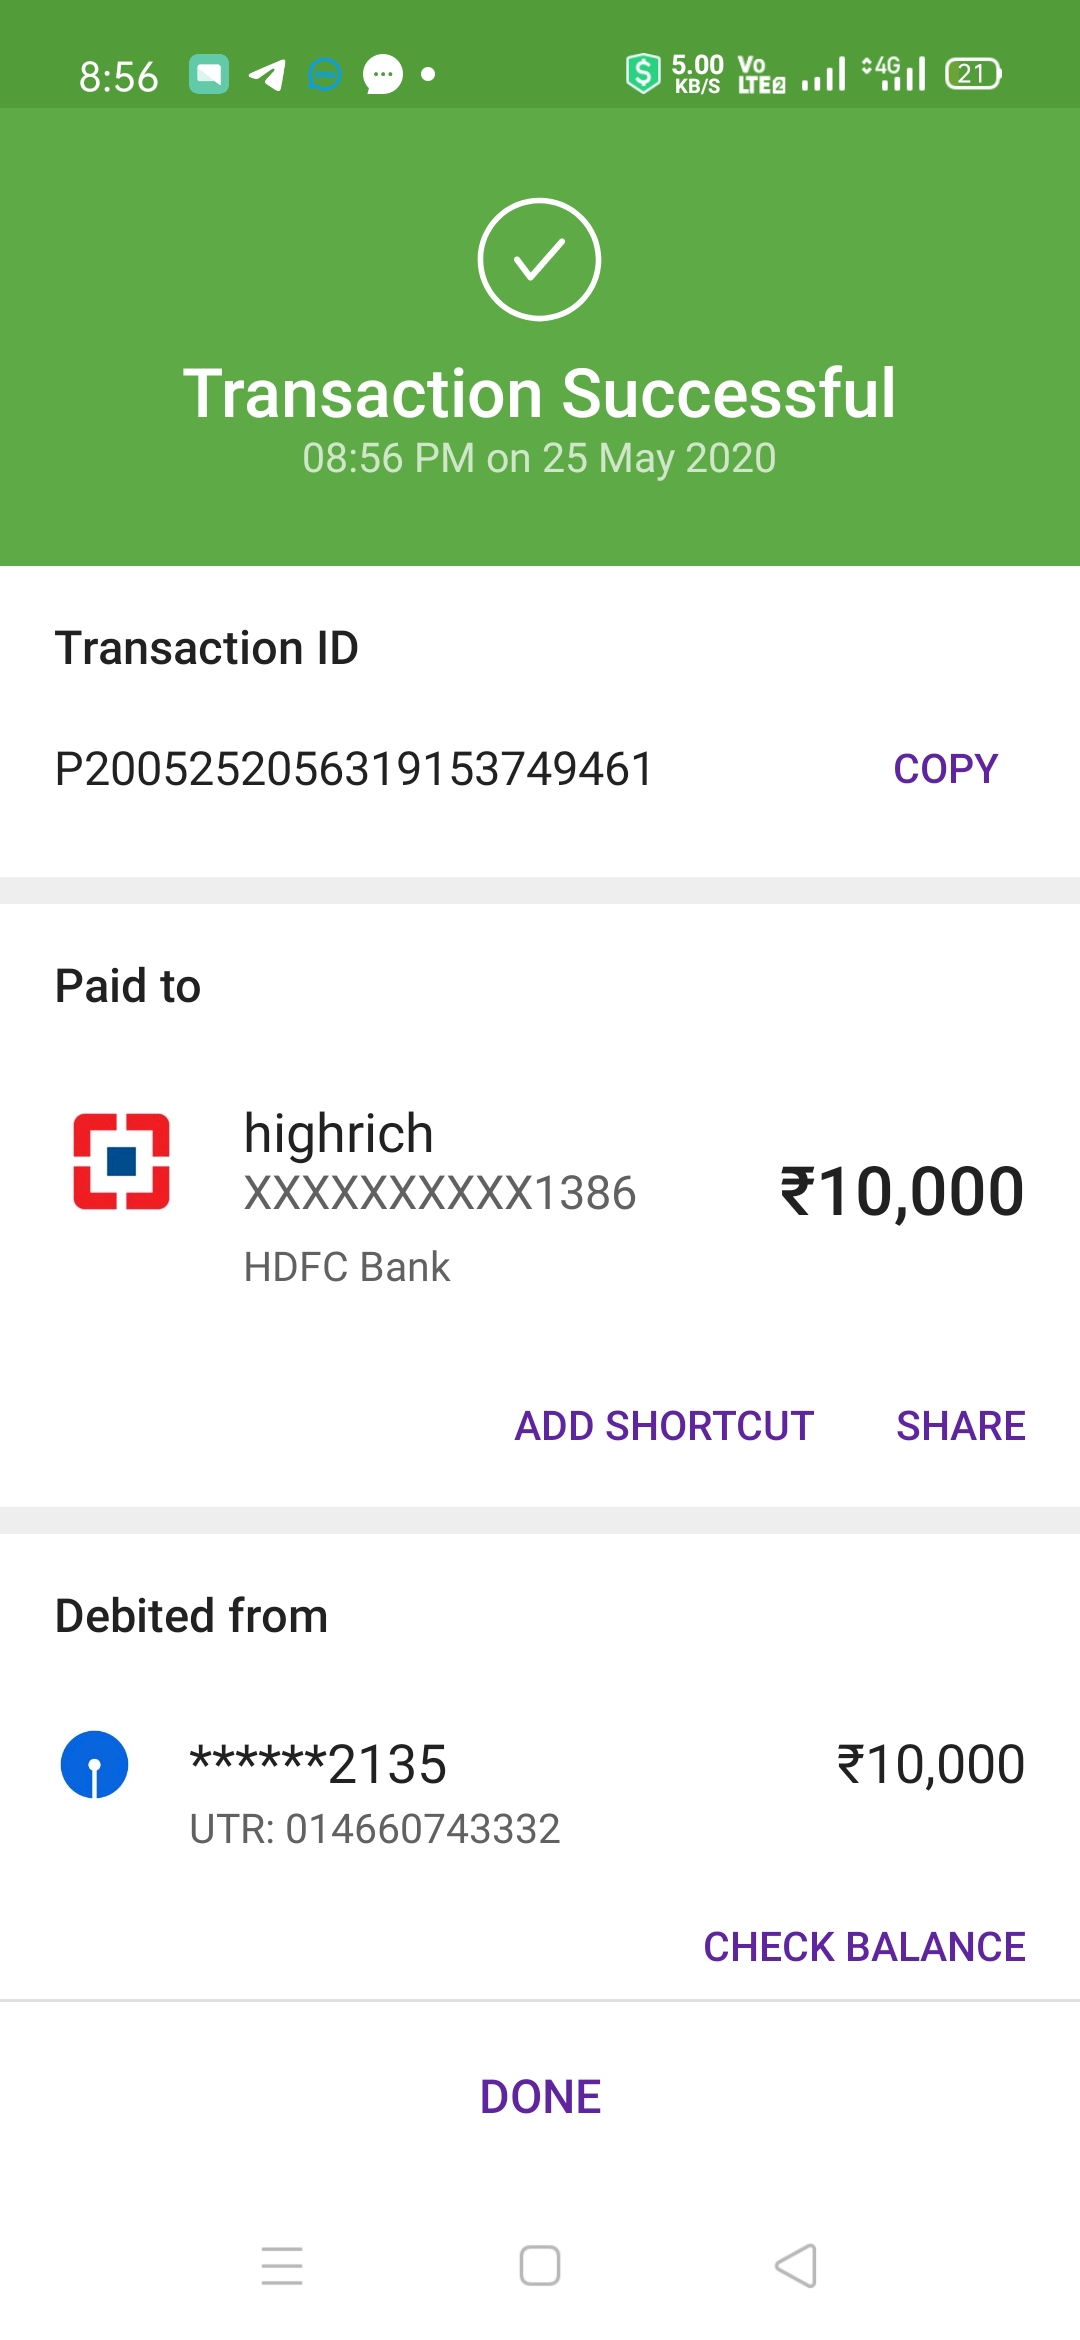 8:56
5.00
KB/S
Vo
LTE2
4G
21
Transaction Successful
08:56 PM on 25 May 2020
Transaction ID
P2005252056319153749461
COPY
Paid to
highrich
XXXXXXXXXX1386
₹10,000
HDFC Bank
ADD SHORTCUT
SHARE
Debited from
******2135
₹10,000
UTR: 014660743332
CHECK BALANCE
DONE